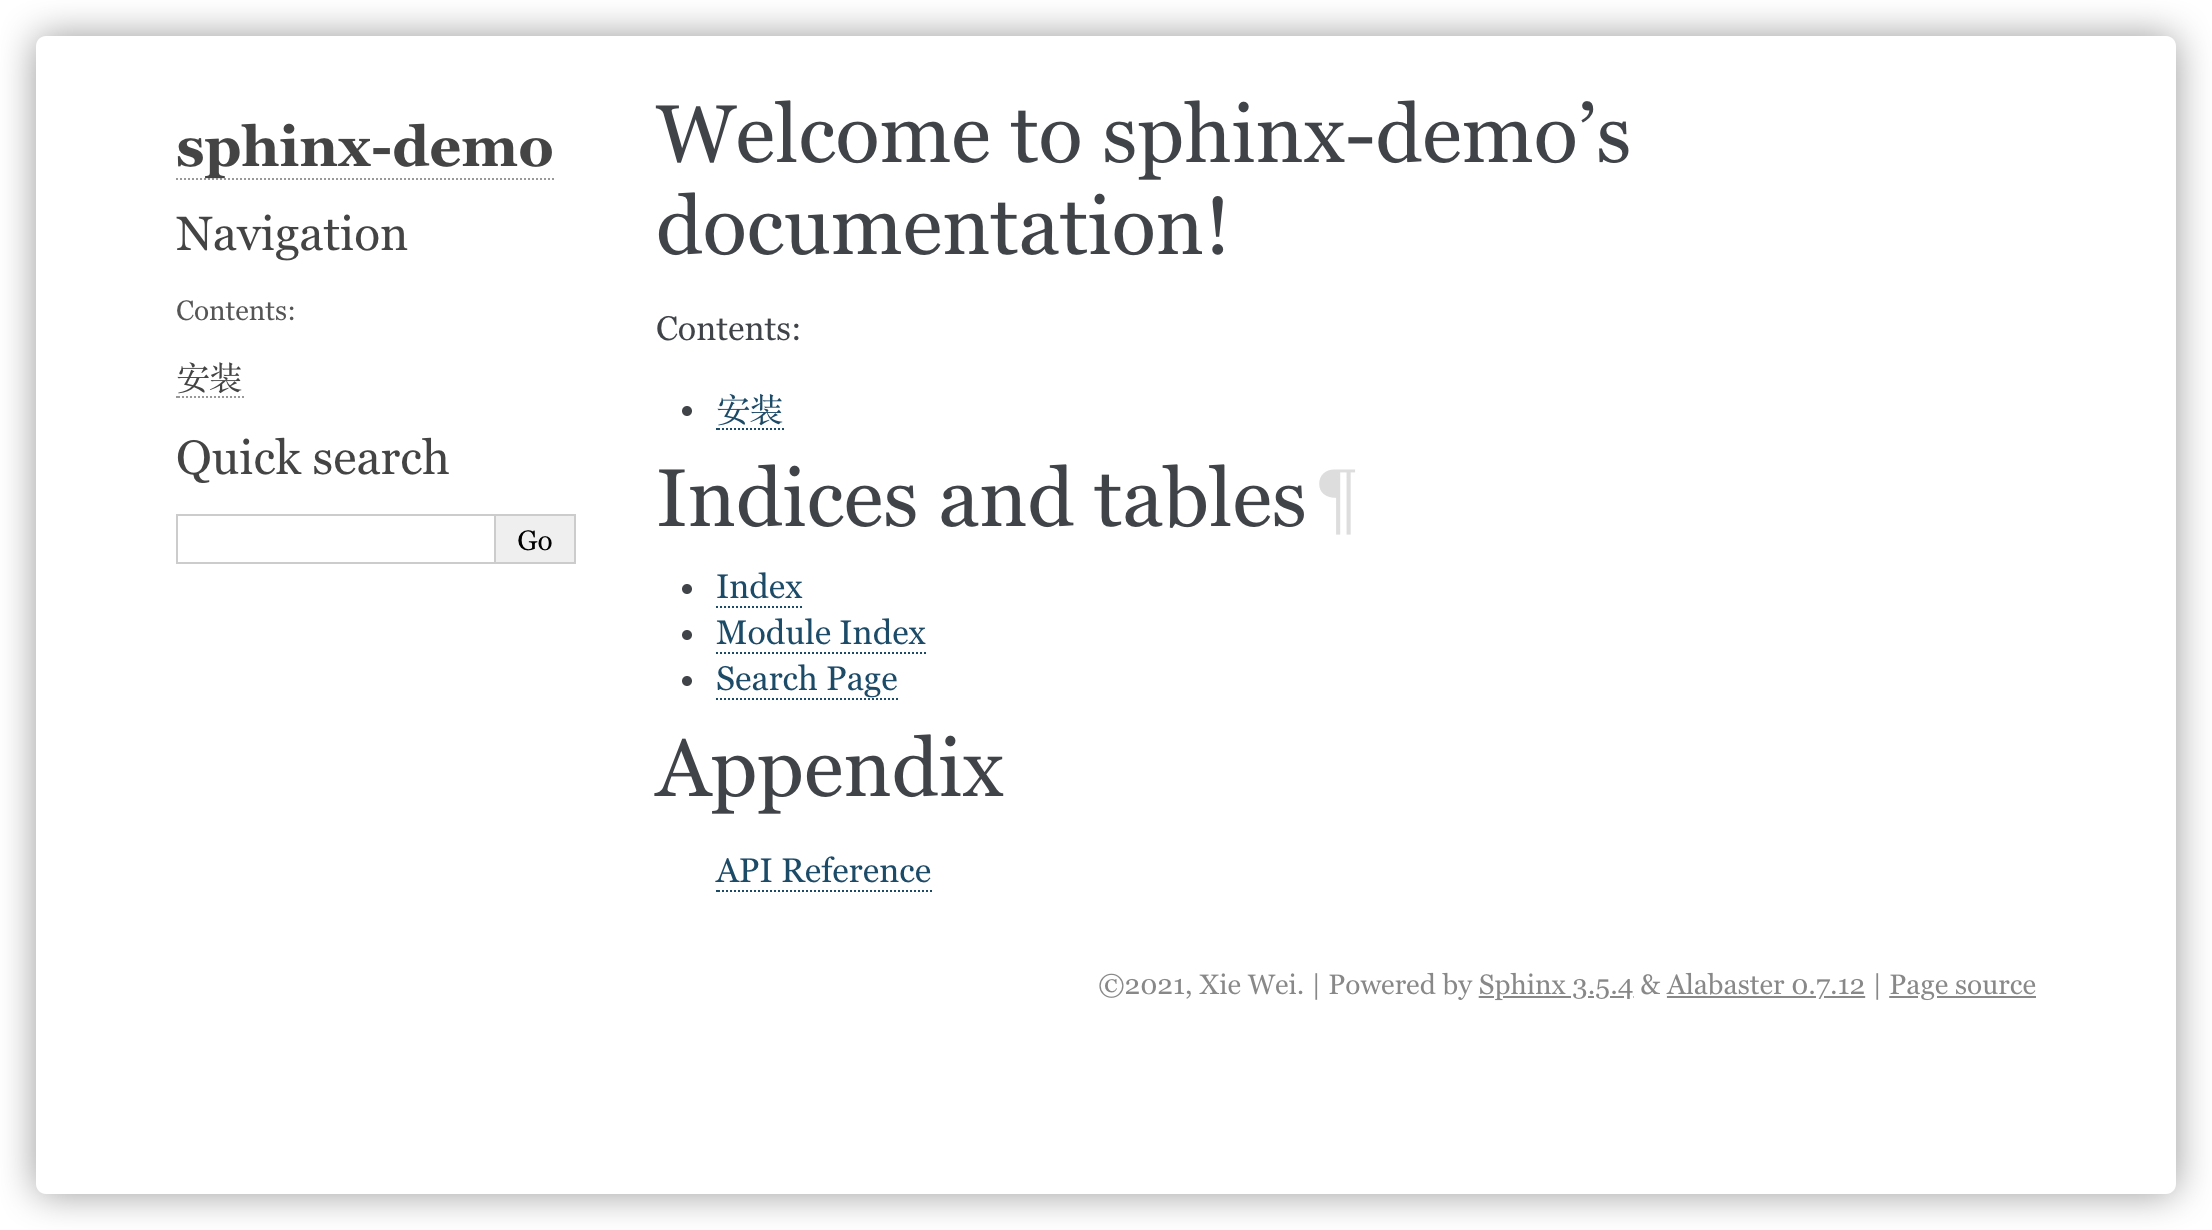 sphinx-demo
Navigation
Contents:
安装
Quick search
Go
Welcome to sphinx-demo’s
documentation!
Contents:
• 安装
Indices and tables¶
• Index
• Module Index
• Search Page
Appendix
API Reference
©2021, Xie Wei. | Powered by Sphinx 3.5.4 & Alabaster 0.7.12 | Page source